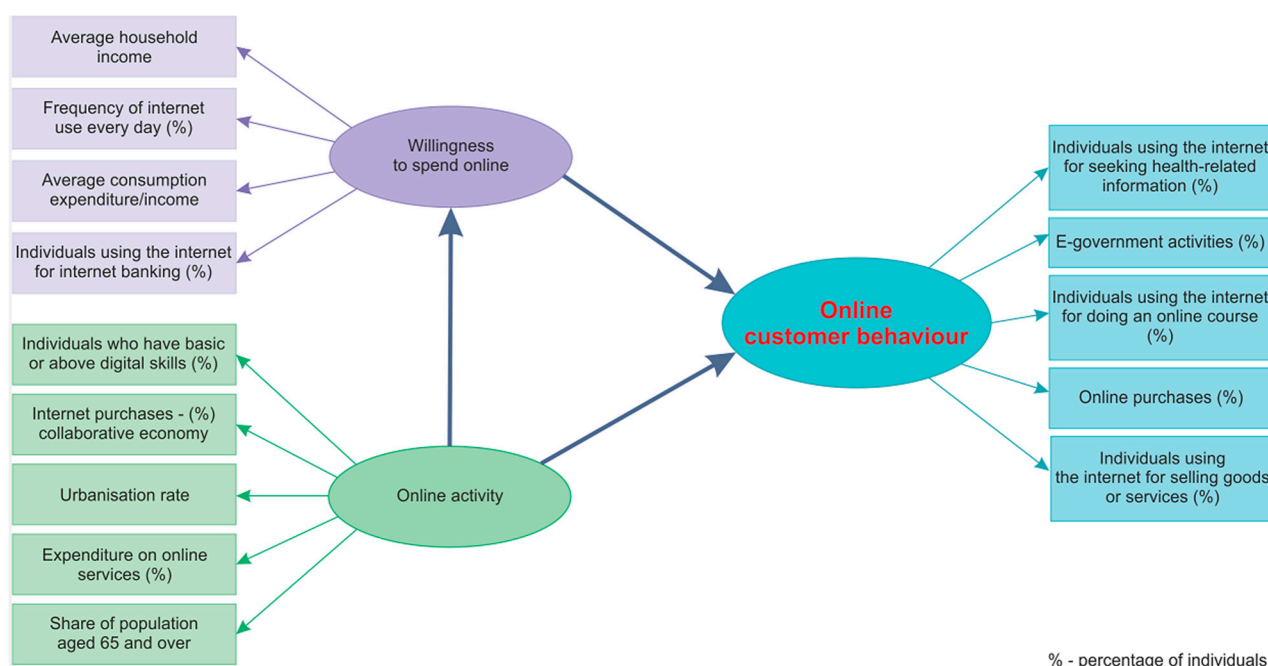 Average household
income
Frequency of internet
use every day (%)
Average consumption
expenditure/income
Individuals using the internet
for internet banking (%)
Willingness
to spend online
Individuals who have basic
or above digital skills (%)
Internet purchases - (%)
collaborative economy
Urbanisation rate
Expenditure on online
services (%)
Share of population
aged 65 and over
Online activity
Online
customer behaviour
Individuals using the internet
for seeking health-related
information (%)
E-government activities (%)
Individuals using the internet
for doing an online course
(%)
Online purchases (%)
Individuals using
the internet for selling goods
or services (%)
% - percentage of individuals